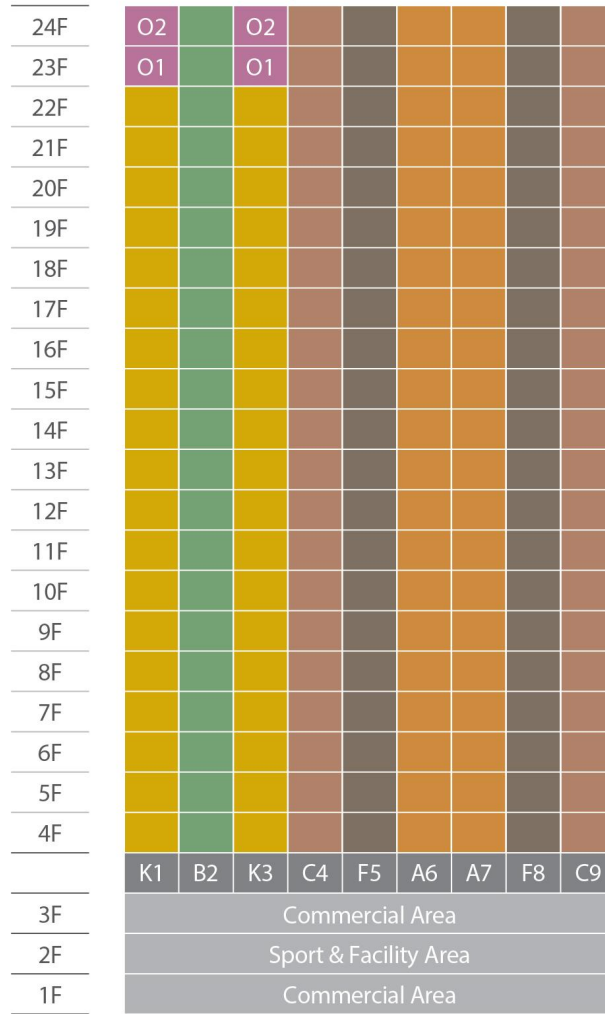 24F O2 O2
23F O1 O1
22F
21F
20F
19F
18F
17F
16F
15F
14F
13F
12F
11F
10F
9F
8F
7F
6F
5F
4F
K1 B2 K3 C4 F5 A6 A7 F8 C9
3F Commercial Area
2F Sport & Facility Area
1F Commercial Area